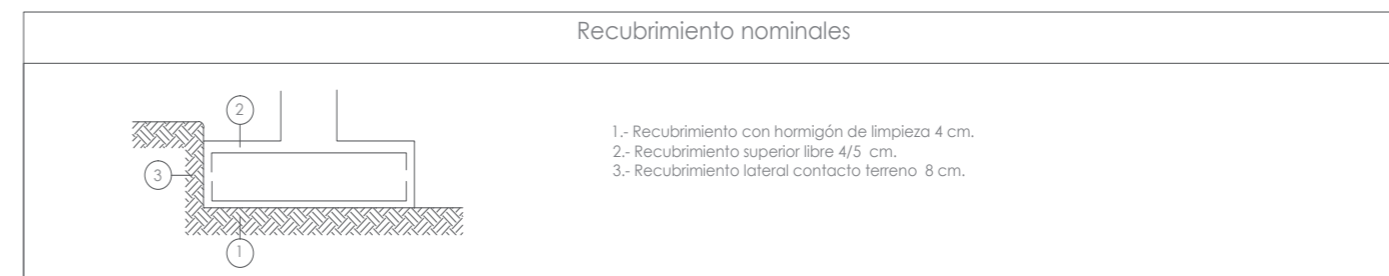 Recubrimiento nominales
2
3
1
1.- Recubrimiento con hormigón de limpieza 4 cm.
2.- Recubrimiento superior libre 4/5 cm.
3.- Recubrimiento lateral contacto terreno 8 cm.